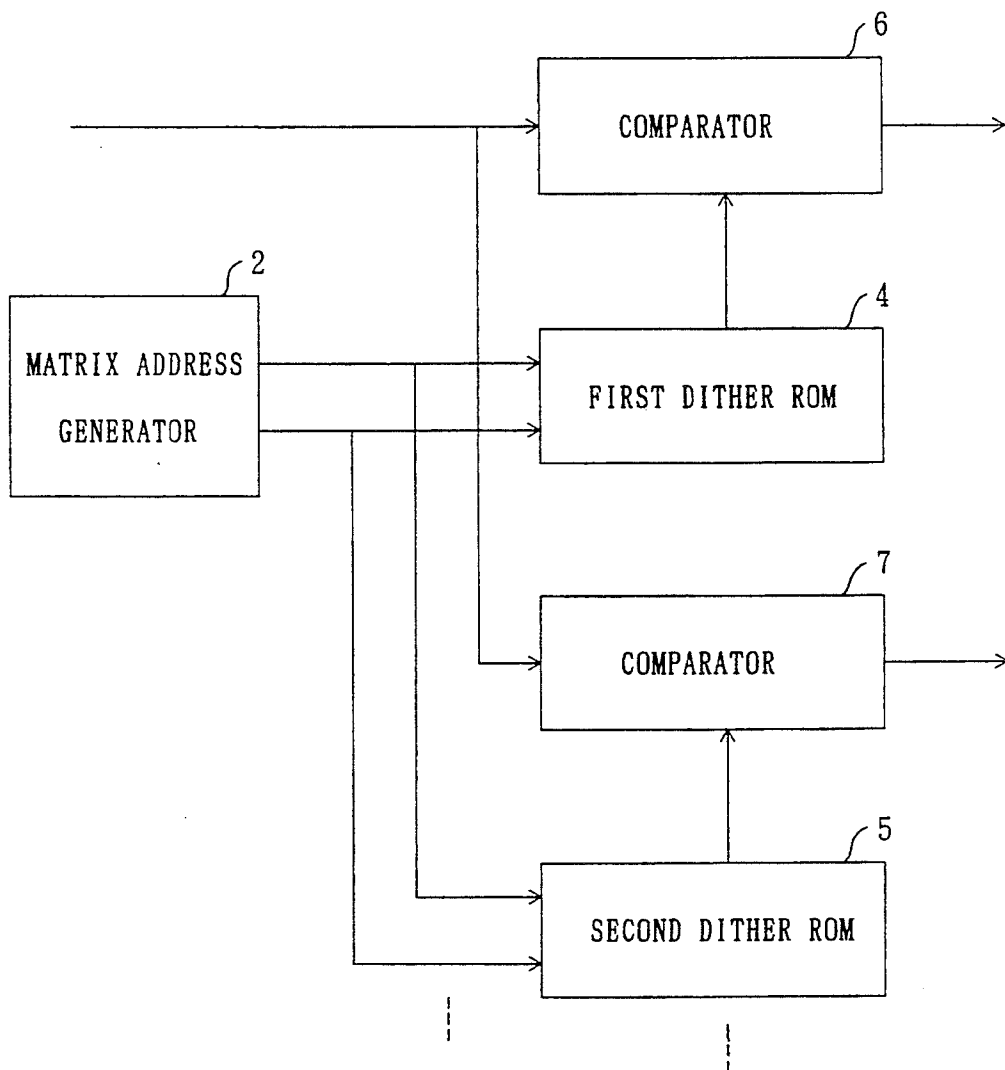 6
COMPARATOR
2
MATRIX ADDRESS
GENERATOR
4
FIRST DITHER ROM
7
COMPARATOR
5
SECOND DITHER ROM